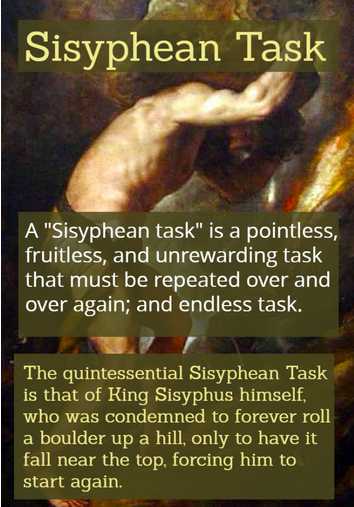 Sisyphean Task
A "Sisyphean task" is a pointless,
fruitless, and unrewarding task
that must be repeated over and
over again; and endless task.
The quintessential Sisyphean Task
is that of King Sisyphus himself,
who was condemned to forever roll
a boulder up a hill, only to have it
fall near the top, forcing him to
start again.